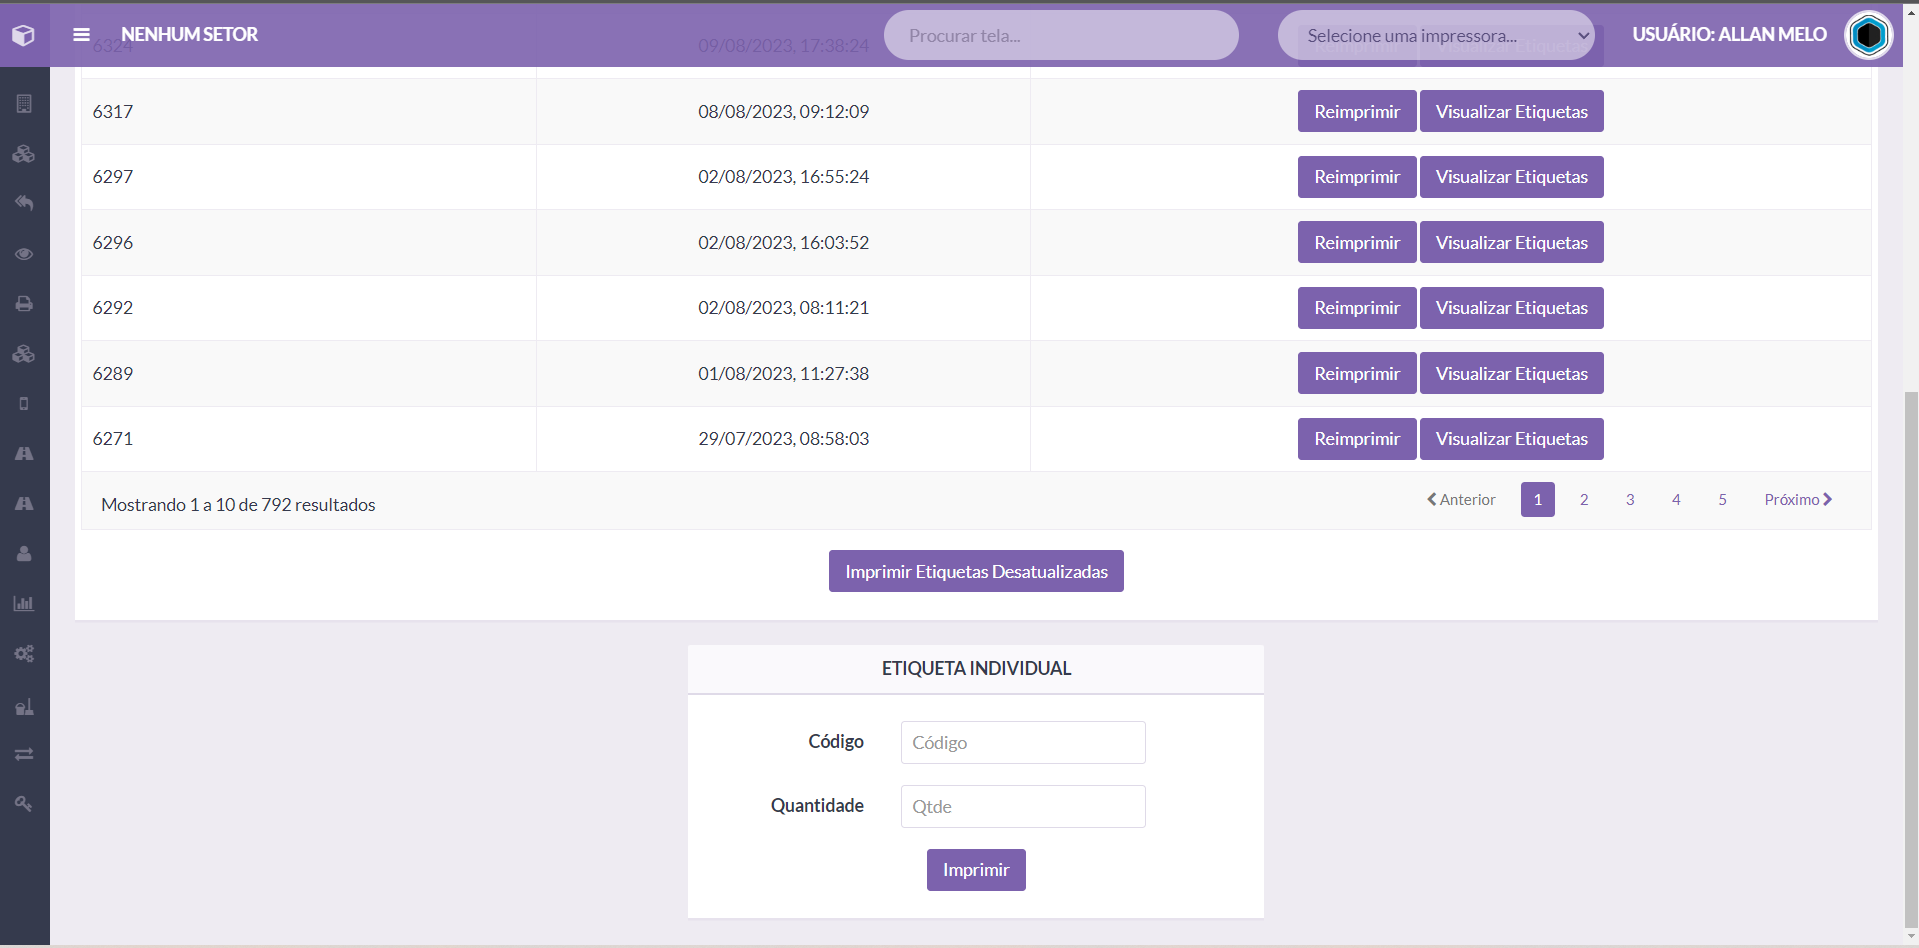 NENHUM SETOR
Procurar tela...
Selecione uma impressora...
USUÁRIO: ALLAN MELO
6324 09/08/2023, 17:38:24
6317 08/08/2023, 09:12:09 Reimprimir Visualizar Etiquetas
6297 02/08/2023, 16:55:24 Reimprimir Visualizar Etiquetas
6296 02/08/2023, 16:03:52 Reimprimir Visualizar Etiquetas
6292 02/08/2023, 08:11:21 Reimprimir Visualizar Etiquetas
6289 01/08/2023, 11:27:38 Reimprimir Visualizar Etiquetas
6271 29/07/2023, 08:58:03 Reimprimir Visualizar Etiquetas
Mostrando 1 a 10 de 792 resultados
Anterior 1 2 3 4 5 Próximo
Imprimir Etiquetas Desatualizadas
ETIQUETA INDIVIDUAL
Código Código
Quantidade Qtde
Imprimir